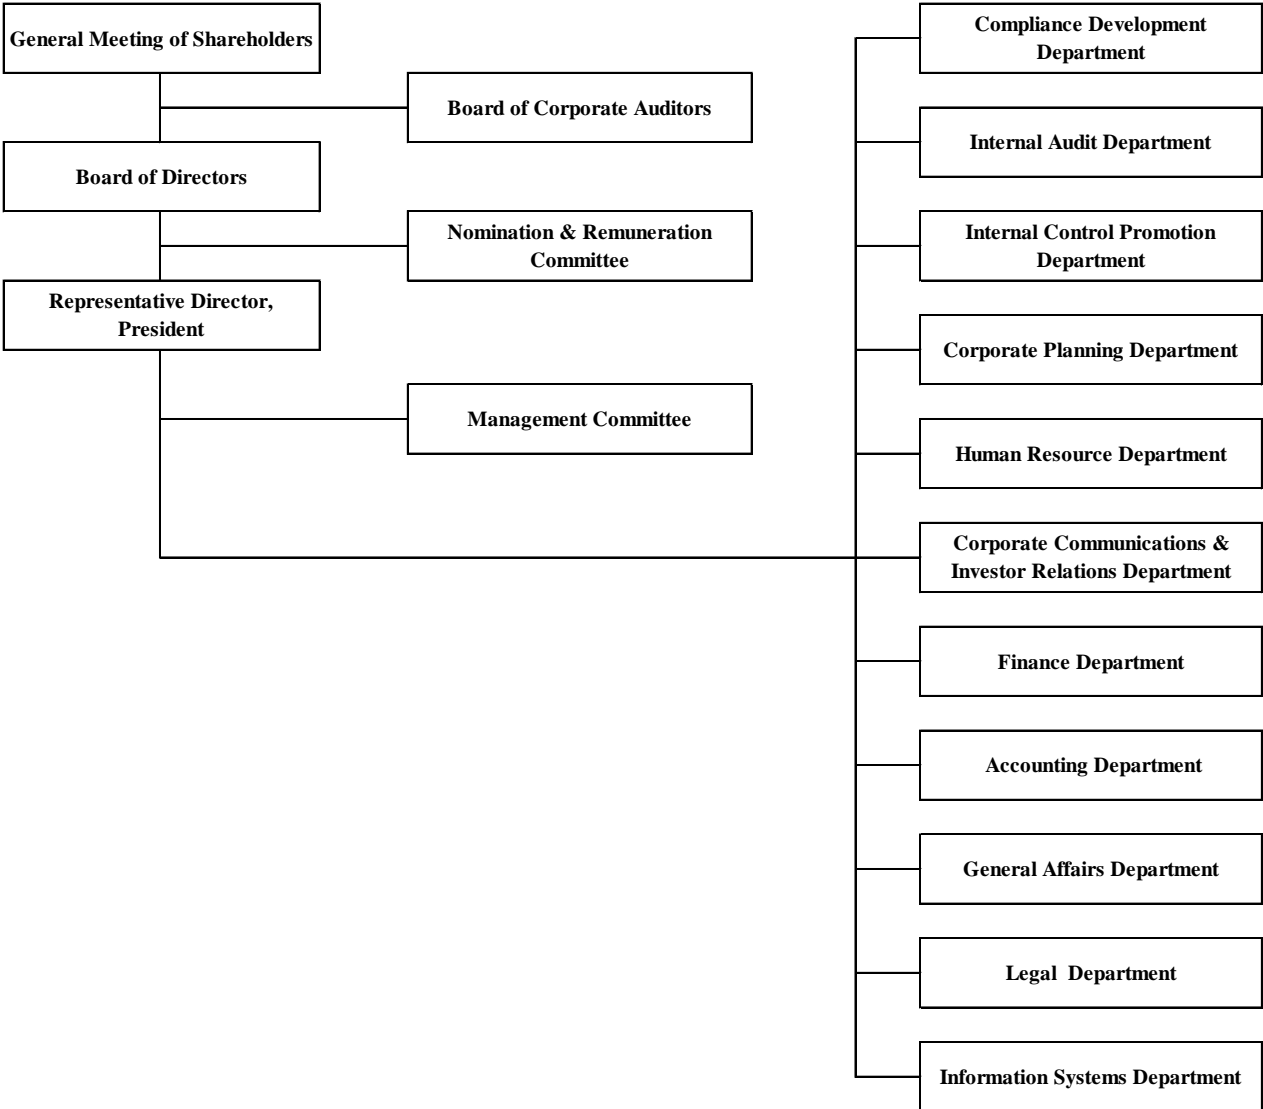 General Meeting of Shareholders
Board of Corporate Auditors
Board of Directors
Nomination & Remuneration
Committee
Representative Director,
President
Management Committee
Compliance Development
Department
Internal Audit Department
Internal Control Promotion
Department
Corporate Planning Department
Human Resource Department
Corporate Communications &
Investor Relations Department
Finance Department
Accounting Department
General Affairs Department
Legal  Department
Information Systems Department